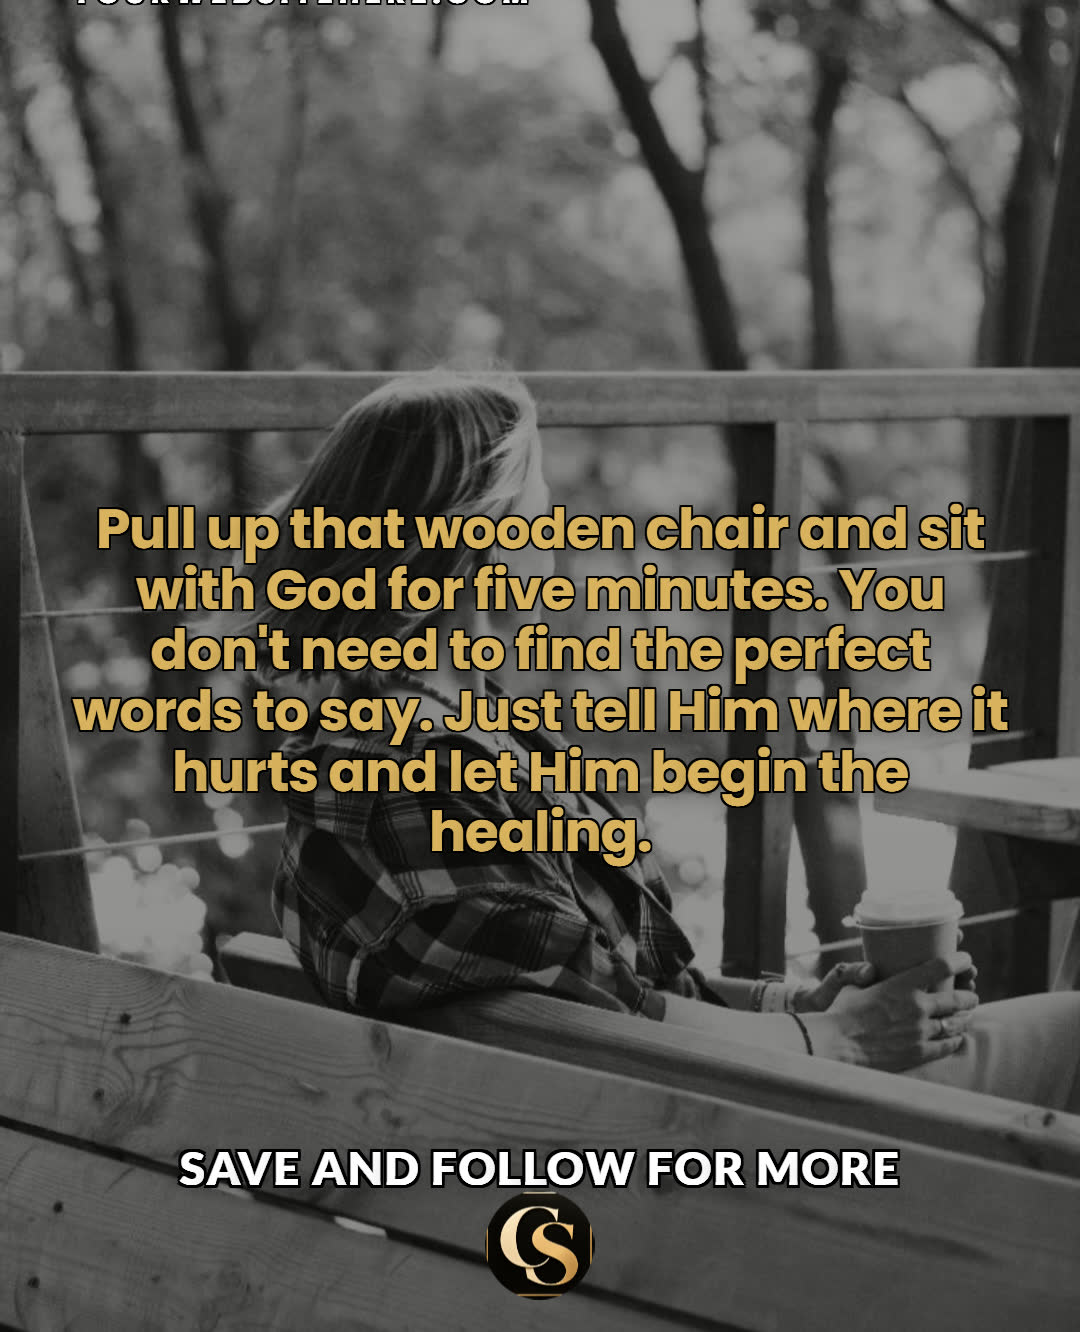 YOURWEBSITEHERE.COM
Pull up that wooden chair and sit
with God for five minutes. You
don't need to find the perfect
words to say. Just tell Him where it
hurts and let Him begin the
healing.
SAVE AND FOLLOW FOR MORE
CS